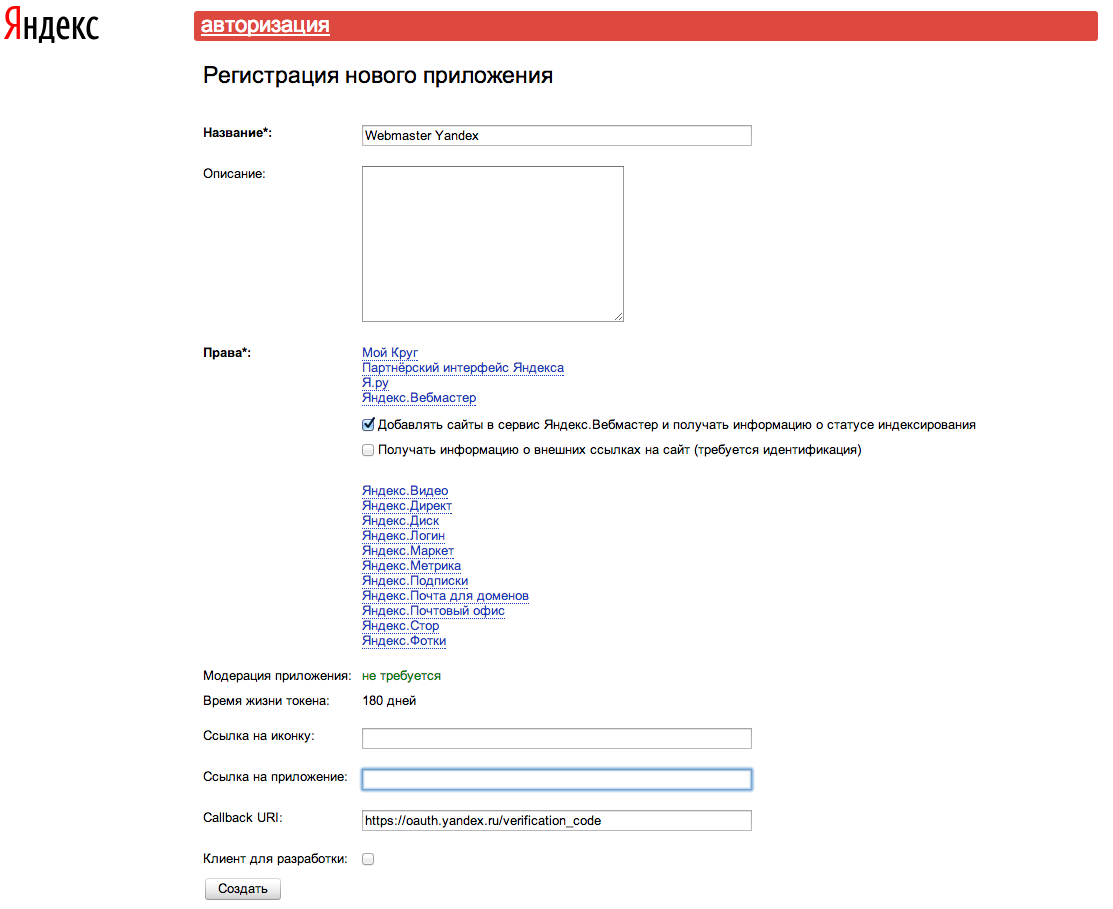 Яндекс
авторизация
Регистрация нового приложения
Название*:
Webmaster Yandex
Описание:
Права*:
Мой Круг
Партнёрский интерфейс Яндекса
Я.ру
Яндекс.Вебмастер
Добавлять сайты в сервис Яндекс.Вебмастер и получать информацию о статусе индексирования
Получать информацию о внешних ссылках на сайт (требуется идентификация)
Яндекс.Видео
Яндекс.Директ
Яндекс.Диск
Яндекс.Логин
Яндекс.Маркет
Яндекс.Метрика
Яндекс.Подписки
Яндекс.Почта для доменов
Яндекс.Почтовый офис
Яндекс.Стор
Яндекс.Фотки
Модерация приложения: не требуется
Время жизни токена: 180 дней
Ссылка на иконку:
Ссылка на приложение:
Callback URI: https://oauth.yandex.ru/verification_code
Клиент для разработки:
Создать